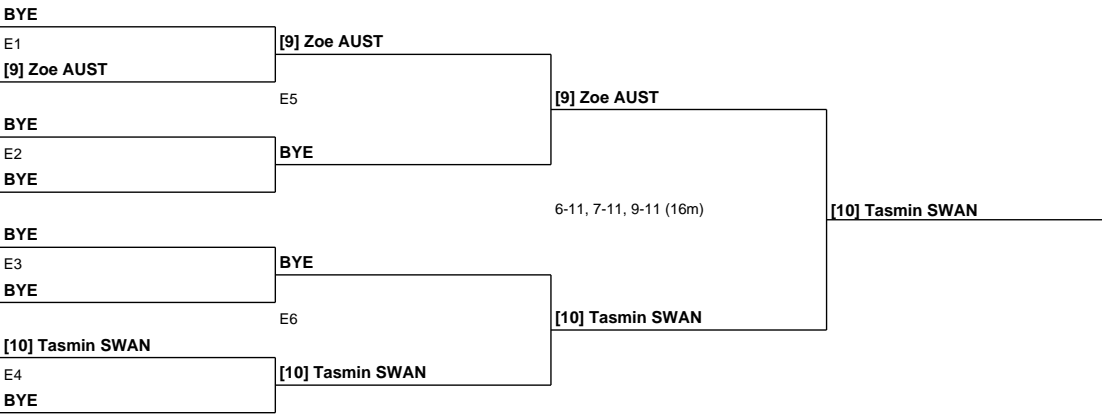 BYE
E1
[9] Zoe AUST
[9] Zoe AUST
E5
[9] Zoe AUST
BYE
E2
BYE
BYE
6-11, 7-11, 9-11 (16m)
[10] Tasmin SWAN
BYE
E3
BYE
BYE
E6
[10] Tasmin SWAN
[10] Tasmin SWAN
E4
[10] Tasmin SWAN
BYE